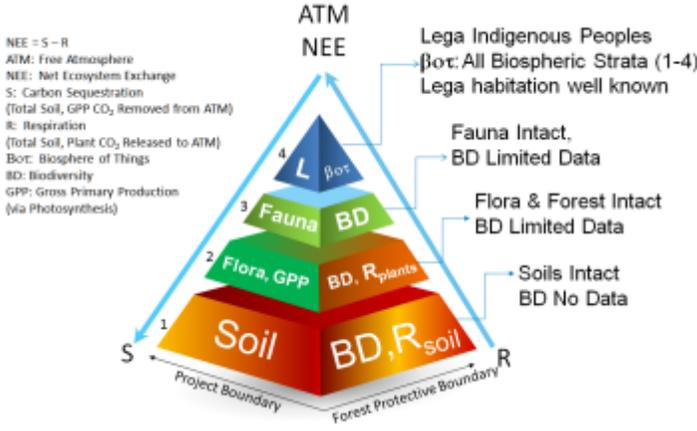 ATM
NEE
NEE = S – R
ATM: Free Atmosphere
NEE: Net Ecosystem Exchange
S: Carbon Sequestration
(Total Soil, GPP CO₂ Removed from ATM)
R: Respiration
(Total Soil, Plant CO₂ Released to ATM)
Βοτ: Biosphere of Things
BD: Biodiversity
GPP: Gross Primary Production
(via Photosynthesis)
Lega Indigenous Peoples
βοτ: All Biospheric Strata (1-4)
Lega habitation well known
Fauna Intact,
BD Limited Data
Flora & Forest Intact
BD Limited Data
Soils Intact
BD No Data
4
L
βοτ
3
Fauna
BD
2
Flora, GPP
BD, Rplants
1
Soil
BD,Rsoil
S
R
Project Boundary
Forest Protective Boundary